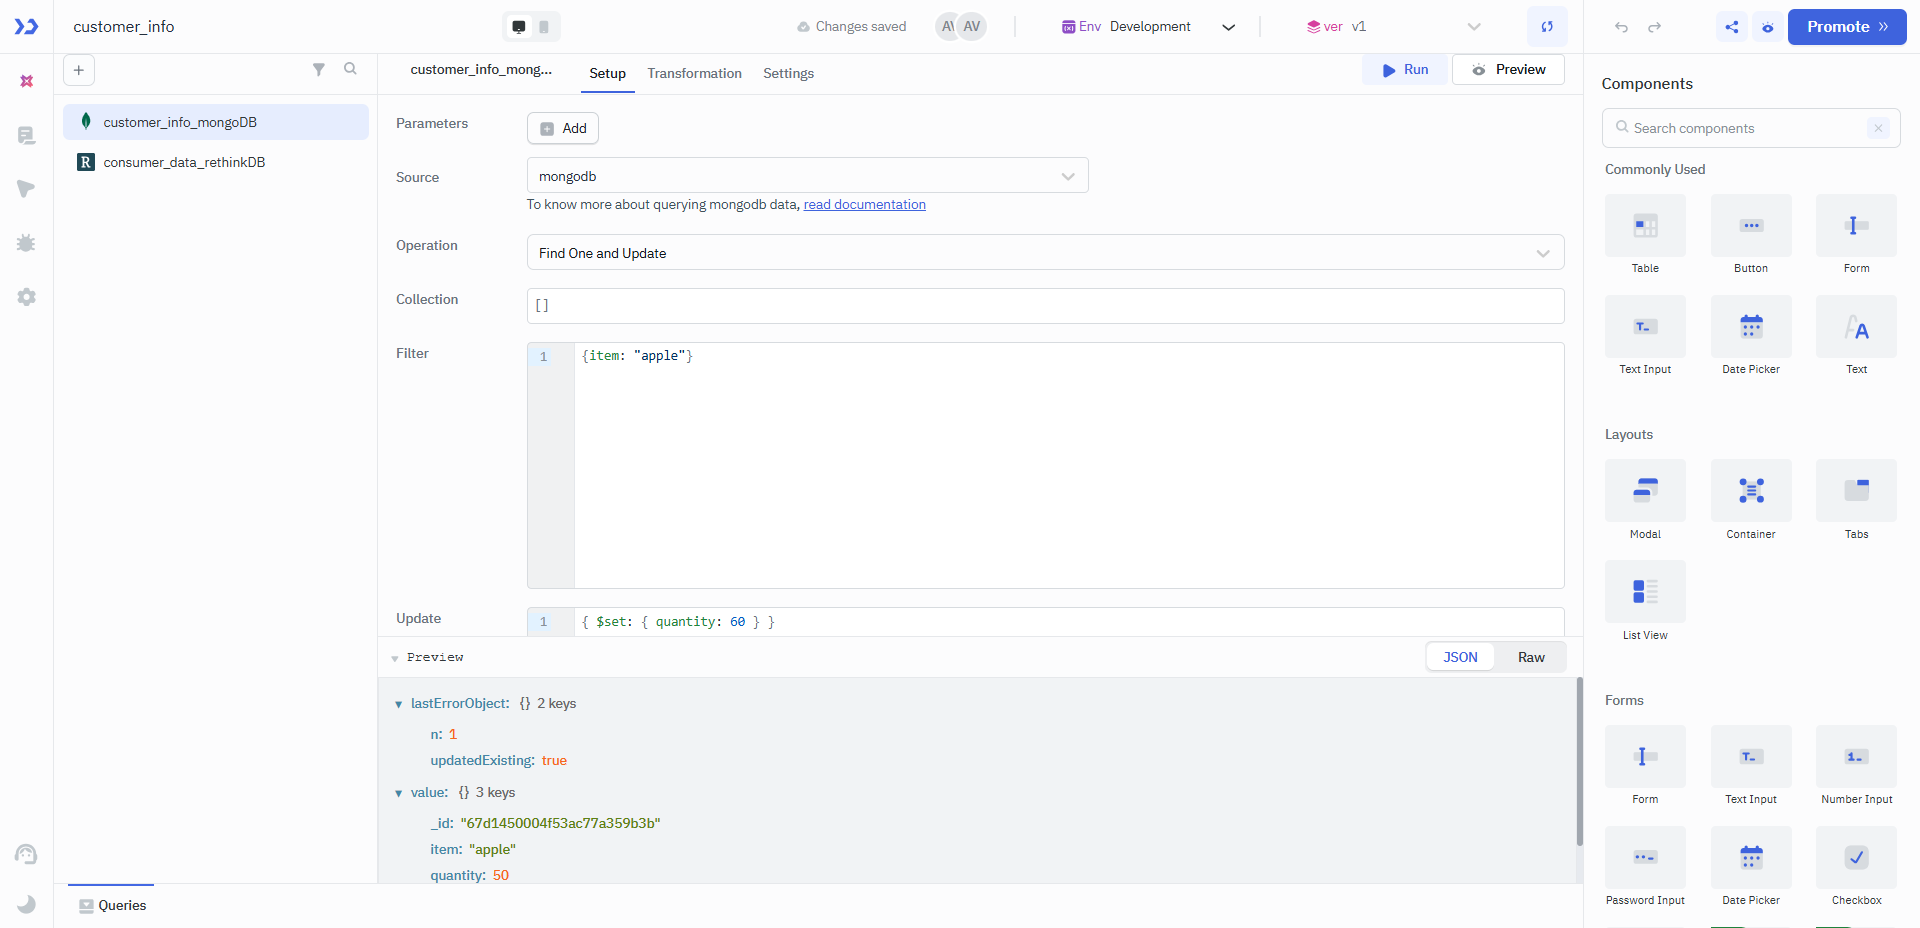 customer_info
Changes saved
AV
AV
Env Development
ver v1
Promote
customer_info_mong...
Setup
Transformation
Settings
Run
Preview
customer_info_mongoDB
R consumer_data_rethinkDB
Parameters
Add
Source
mongodb
To know more about querying mongodb data, read documentation
Operation
Find One and Update
Collection
[]
Filter
1 {item: "apple"}
Update
1 { $set: { quantity: 60 } }
Preview
JSON
Raw
lastErrorObject: {} 2 keys
n: 1
updatedExisting: true
value: {} 3 keys
_id: "67d1450004f53ac77a359b3b"
item: "apple"
quantity: 50
Queries
Components
Search components
Commonly Used
Table
Button
Form
Text Input
Date Picker
Text
Layouts
Modal
Container
Tabs
List View
Forms
Form
Text Input
Number Input
Password Input
Date Picker
Checkbox